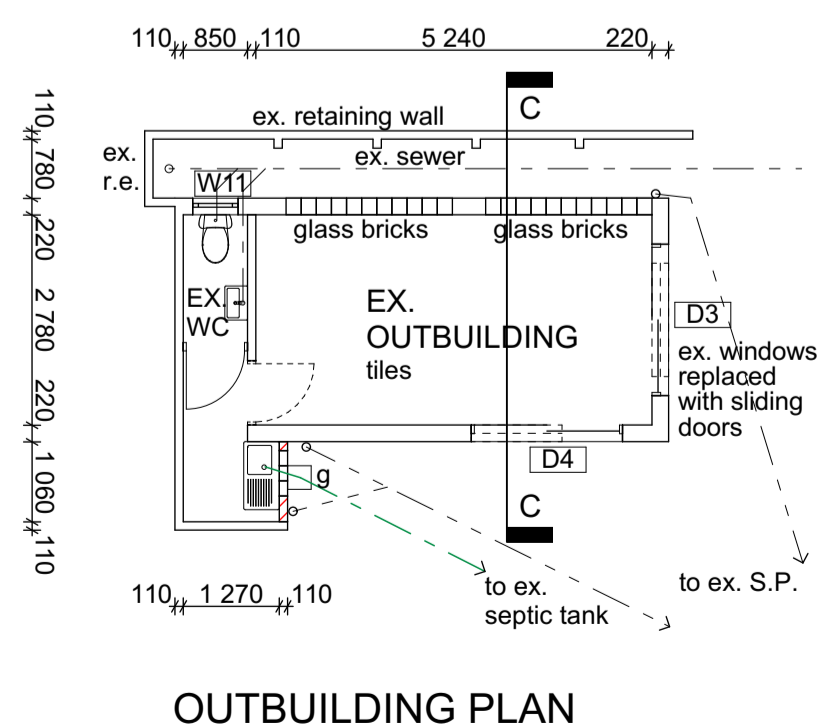 110 850 110 5 240 220
C
ex. retaining wall
ex. sewer
ex.
r.e.
W11
glass bricks glass bricks
110
780
220
2 780
220
1 060
110
EX.
WC
EX.
OUTBUILDING
tiles
D3
ex. windows
replaced
with sliding
doors
D4
g
C
to ex.
septic tank
to ex. S.P.
110 1 270 110
OUTBUILDING PLAN